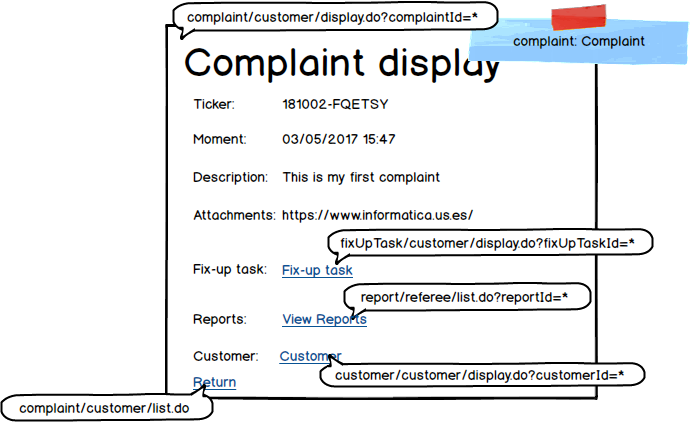 complaint/customer/display.do?complaintId=*
complaint: Complaint
Complaint display
Ticker: 181002-FQETSY
Moment: 03/05/2017 15:47
Description: This is my first complaint
Attachments: https://www.informatica.us.es/
fixUpTask/customer/display.do?fixUpTaskId=*
Fix-up task: Fix-up task
report/referee/list.do?reportId=*
Reports: View Reports
Customer: Customer
customer/customer/display.do?customerId=*
Return
complaint/customer/list.do